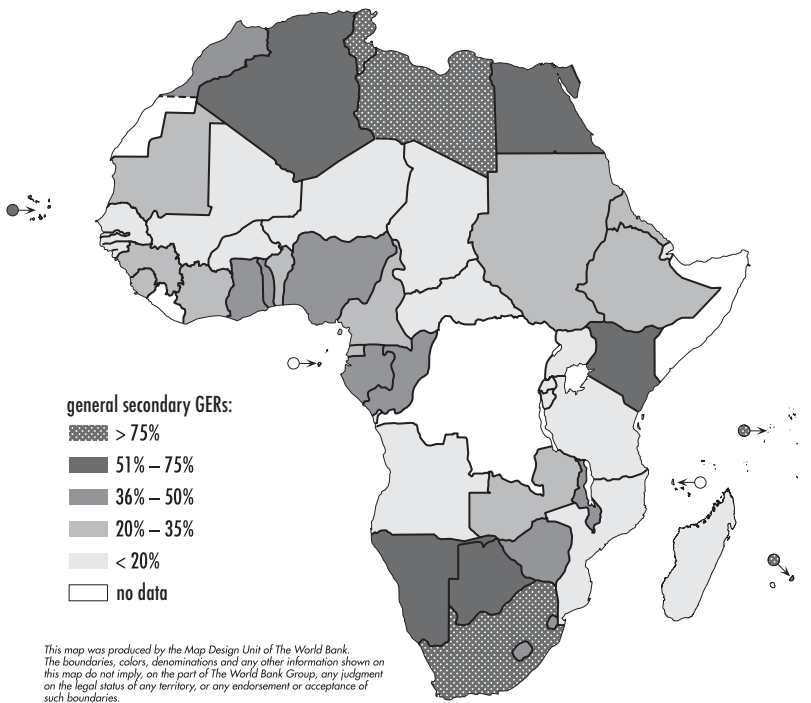 general secondary GERs:
> 75%
51% – 75%
36% – 50%
20% – 35%
< 20%
no data
This map was produced by the Map Design Unit of The World Bank.
The boundaries, colors, denominations and any other information shown on
this map do not imply, on the part of The World Bank Group, any judgment
on the legal status of any territory, or any endorsement or acceptance of
such boundaries.